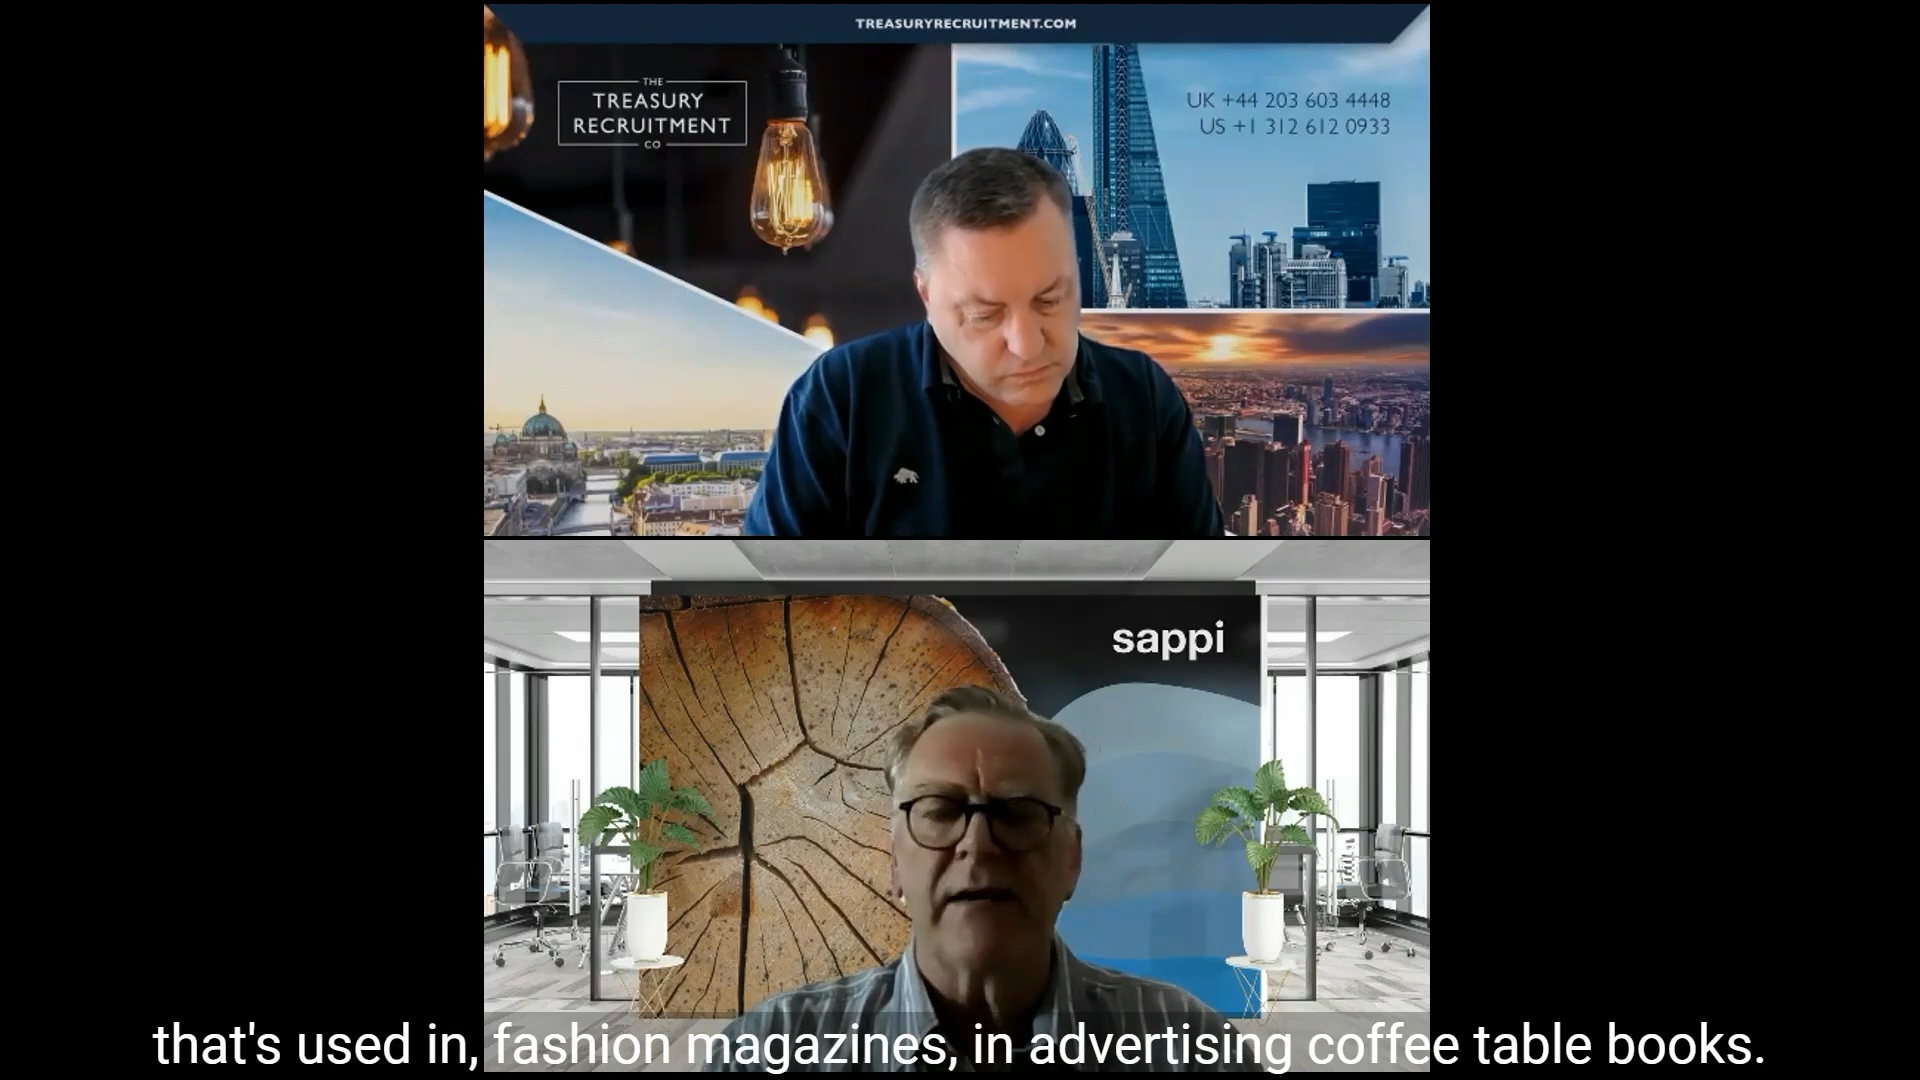 TREASURYRECRUITMENT.COM
THE
TREASURY
RECRUITMENT
CO
UK +44 203 603 4448
US +1 312 612 0933
sappi
that's used in, fashion magazines, in advertising coffee table books.